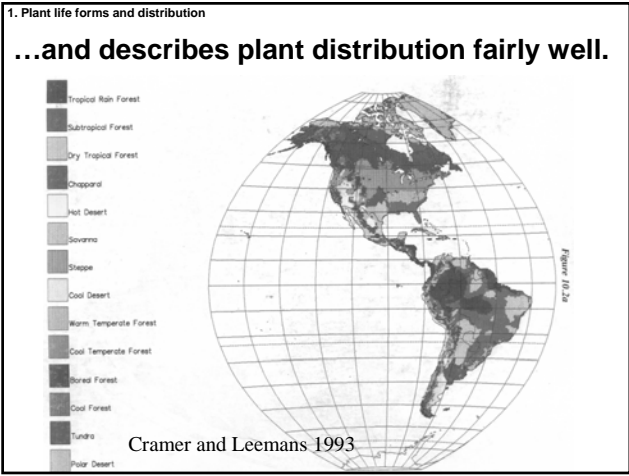 1. Plant life forms and distribution
…and describes plant distribution fairly well.
Tropical Rain Forest
Subtropical Forest
Dry Tropical Forest
Chapparal
Hot Desert
Savanna
Steppe
Cool Desert
Warm Temperate Forest
Cool Temperate Forest
Boreal Forest
Cool Forest
Tundra
Polar Desert
Figure 10.2a
Cramer and Leemans 1993